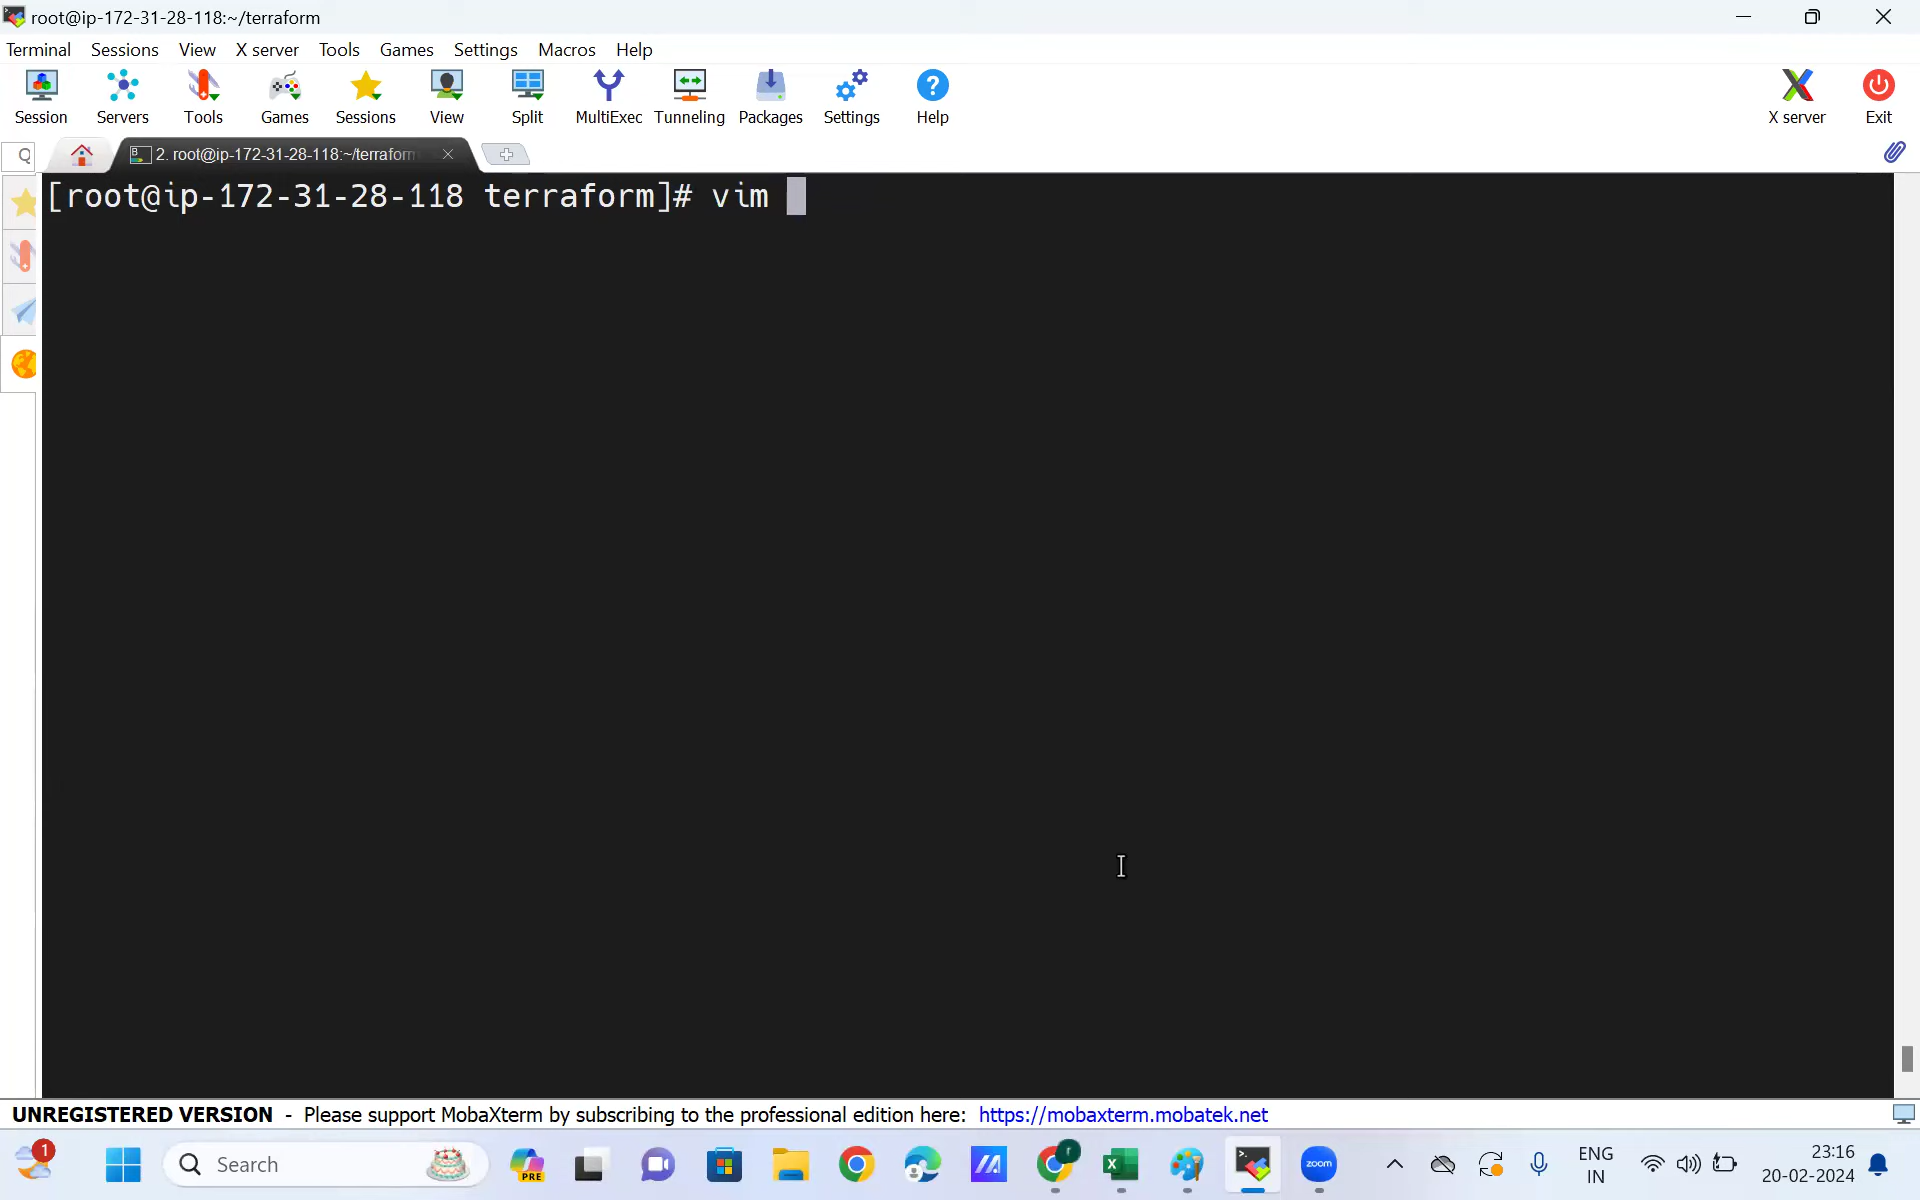 root@ip-172-31-28-118:~/terraform
Terminal Sessions View X server Tools Games Settings Macros Help
Session Servers Tools Games Sessions View Split MultiExec Tunneling Packages Settings Help X server Exit
2. root@ip-172-31-28-118:~/terraform
[root@ip-172-31-28-118 terraform]# vim
UNREGISTERED VERSION - Please support MobaXterm by subscribing to the professional edition here: https://mobaxterm.mobatek.net
1
Search
PRE
r
zoom
ENG
IN
23:16
20-02-2024